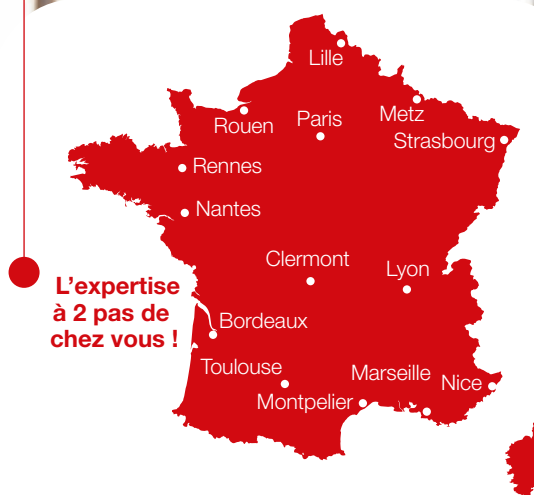 Lille
Metz
Rouen
Paris
Strasbourg
Rennes
Nantes
Clermont
Lyon
L'expertise
à 2 pas de
chez vous !
Bordeaux
Toulouse
Marseille
Nice
Montpelier